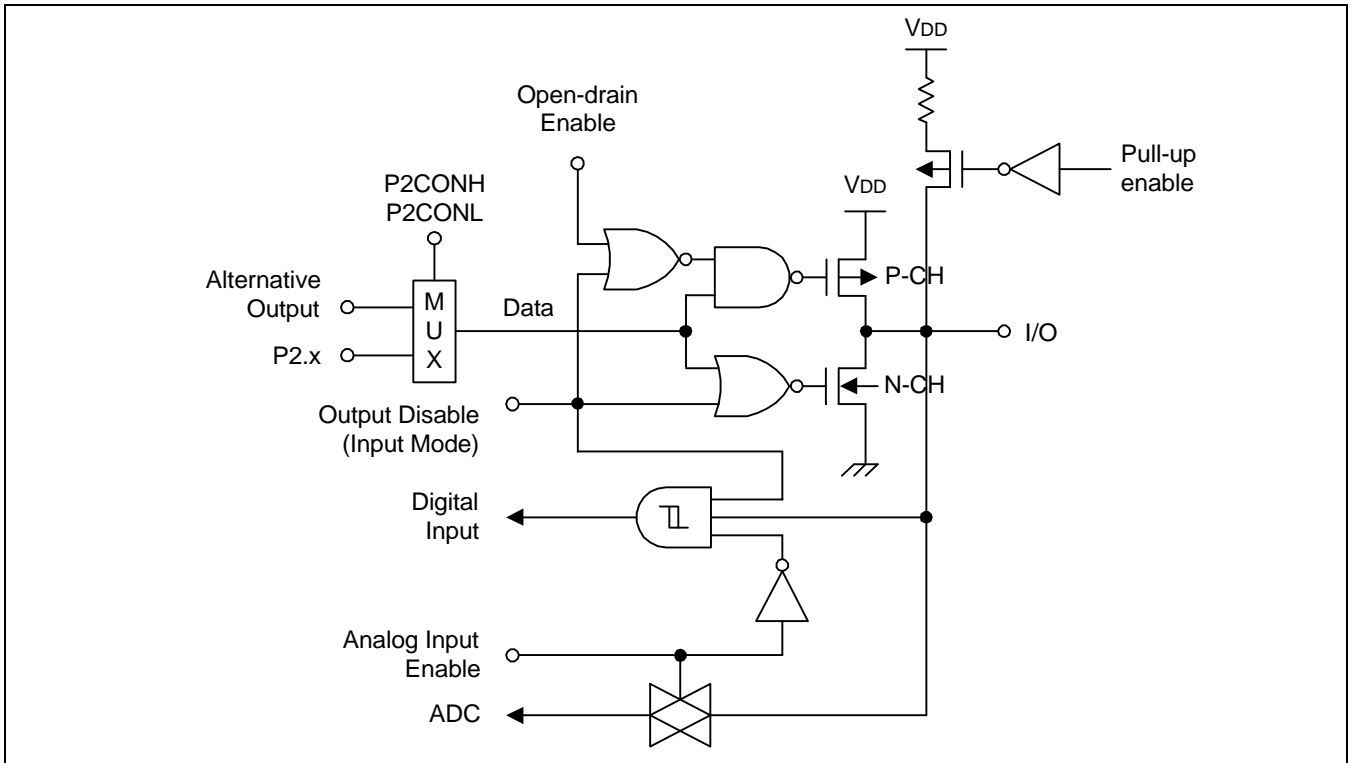 VDD
Open-drain
Enable
Pull-up
enable
P2CONH
P2CONL
VDD
Alternative
Output
M
U
X
Data
P-CH
P2.x
I/O
N-CH
Output Disable
(Input Mode)
Digital
Input
Analog Input
Enable
ADC